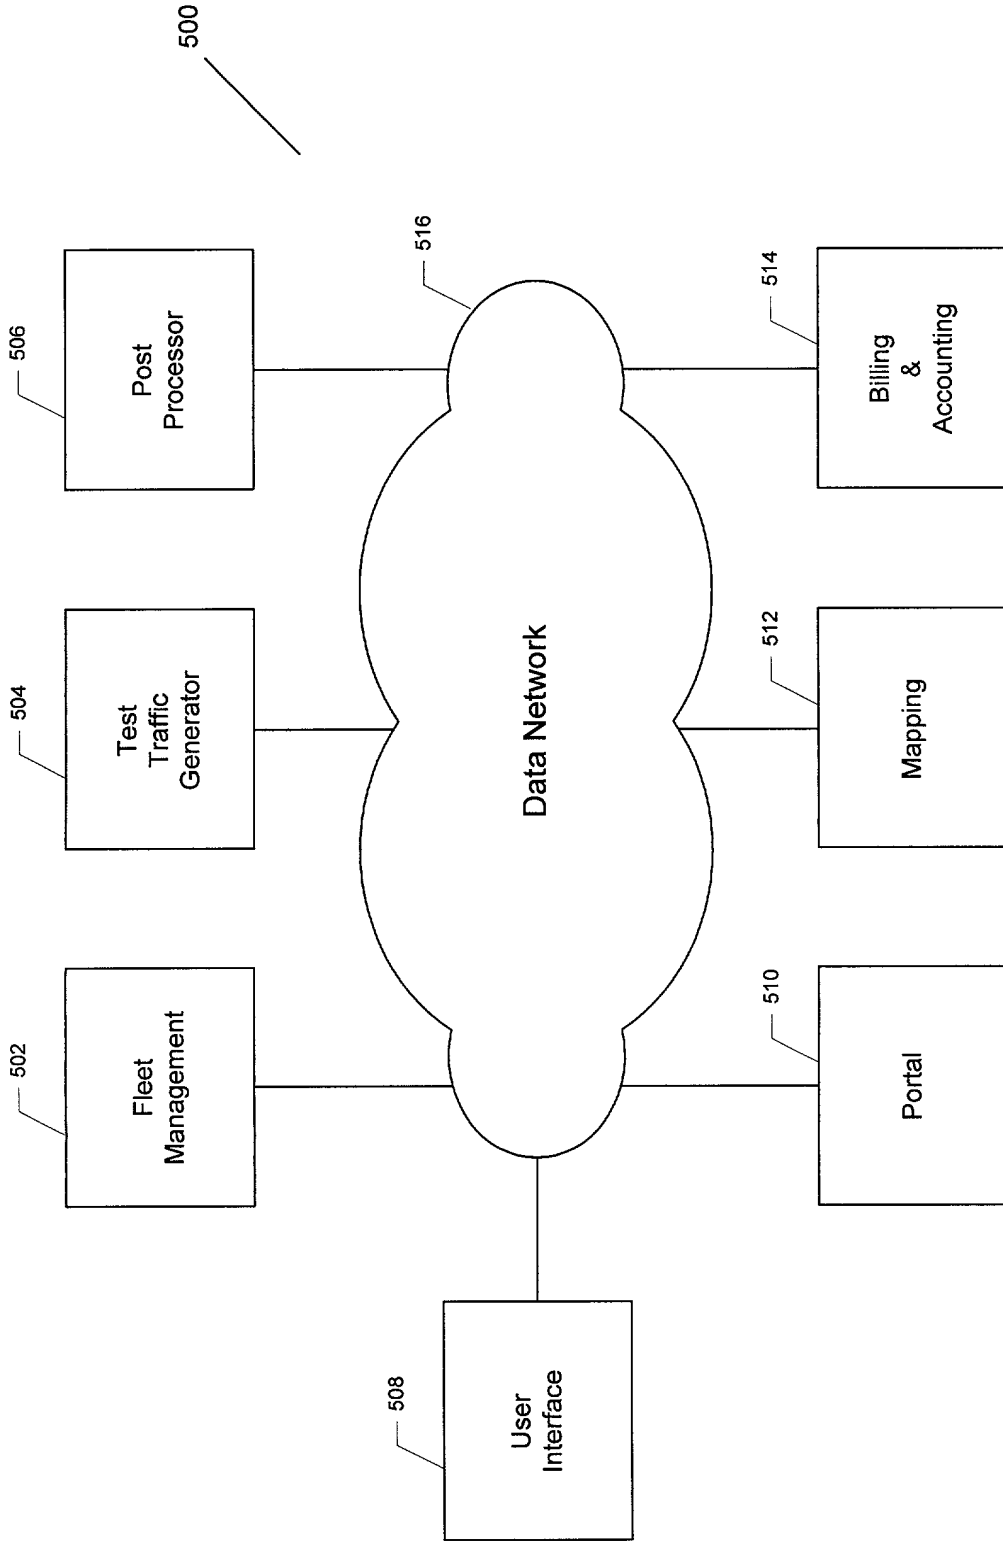 500
502
Fleet
Management
504
Test
Traffic
Generator
506
Post
Processor
508
User
Interface
Data Network
516
510
Portal
512
Mapping
514
Billing
&
Accounting